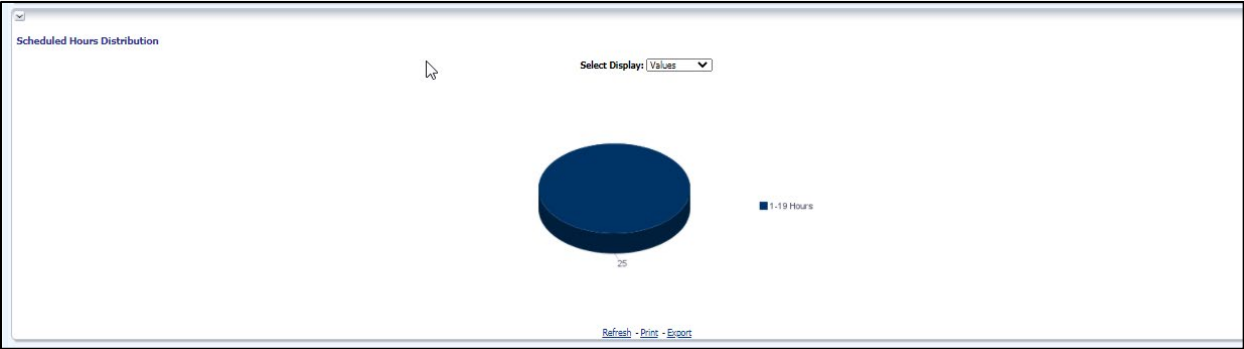 Scheduled Hours Distribution
Select Display: Values
1-19 Hours
25
Refresh - Print - Export